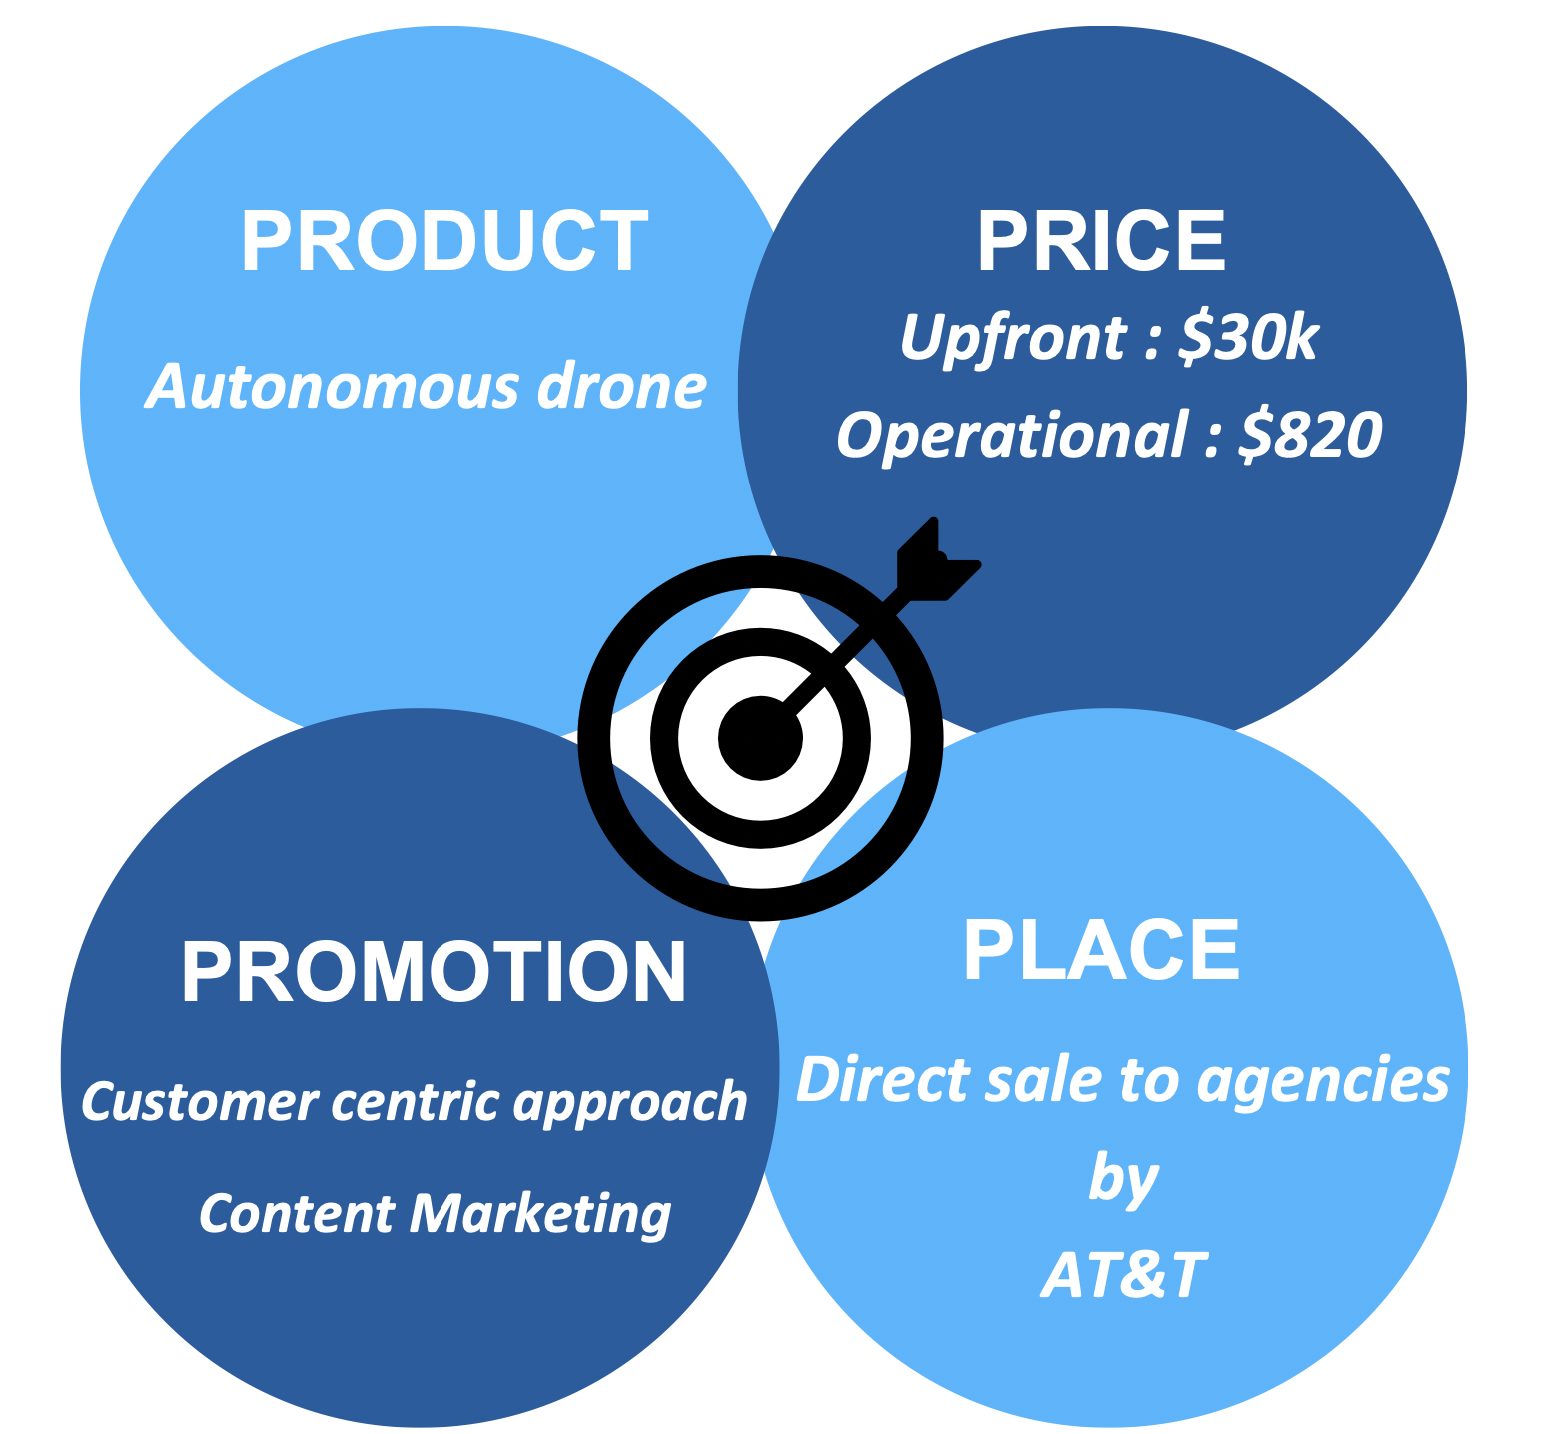 PRODUCT
Autonomous drone
PRICE
Upfront : $30k
Operational : $820
PROMOTION
Customer centric approach
Content Marketing
PLACE
Direct sale to agencies
by
AT&T